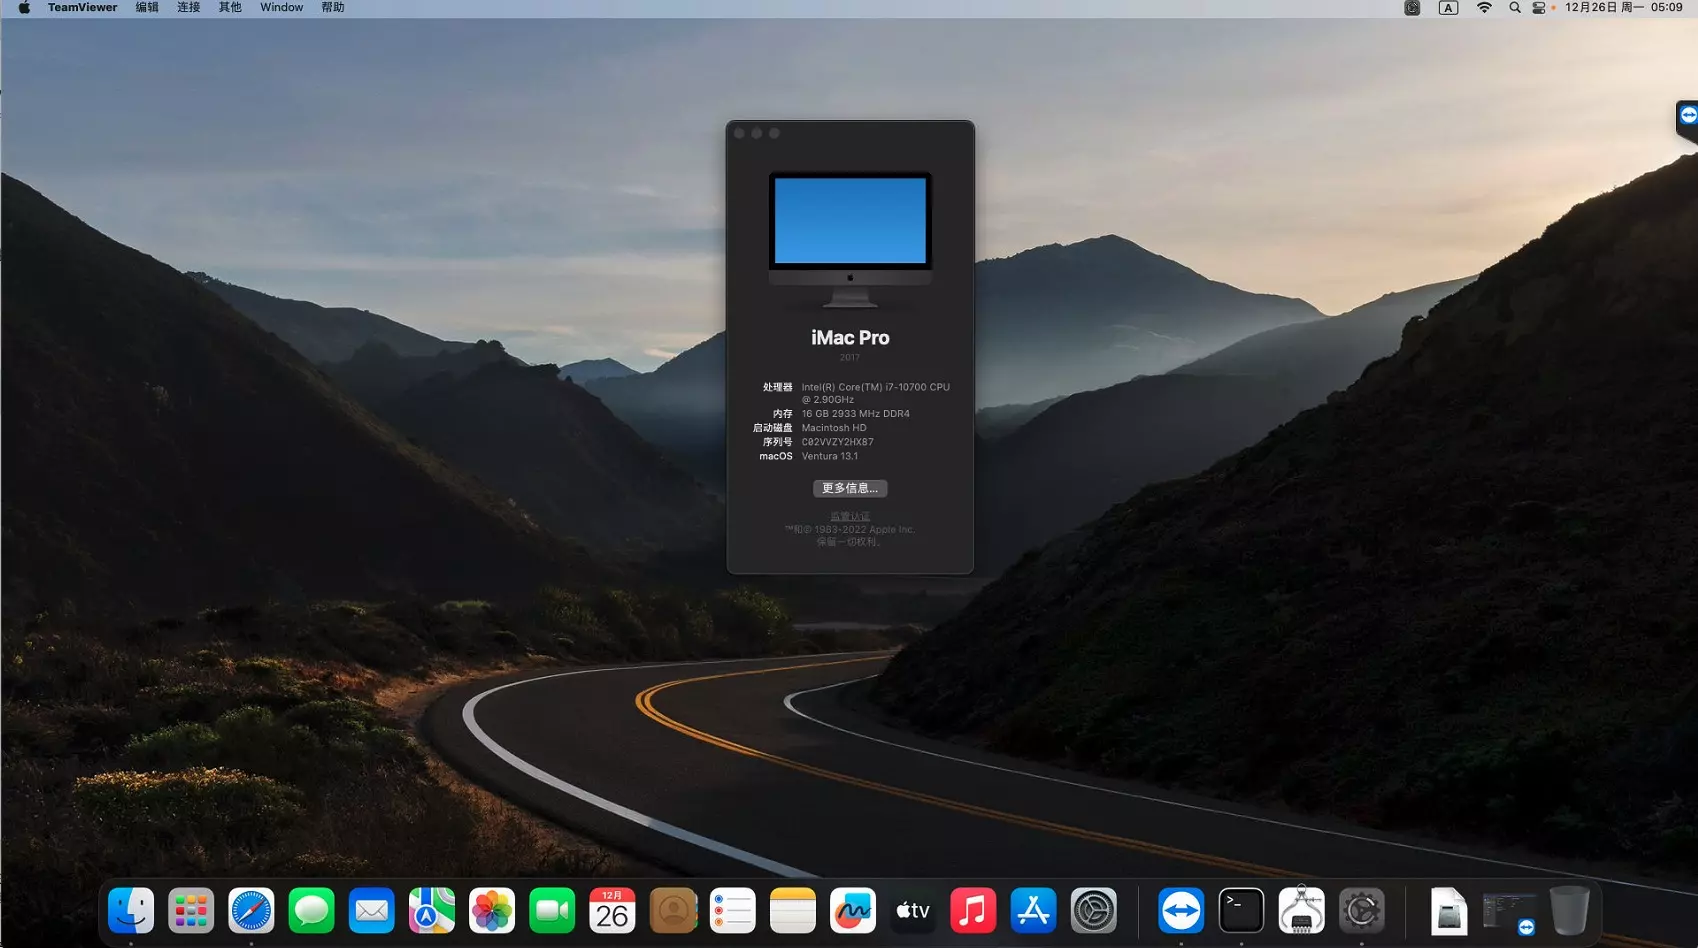 TeamViewer 编辑 连接 其他 Window 帮助
A
12月26日 周一 05:09
iMac Pro
2017
处理器 Intel(R) Core(TM) i7-10700 CPU
@ 2.90GHz
内存 16 GB 2933 MHz DDR4
启动磁盘 Macintosh HD
序列号 C02VVZY2HX87
macOS Ventura 13.1
更多信息...
监管认证
™和© 1983-2022 Apple Inc.
保留一切权利。
12月
26
tv
>_